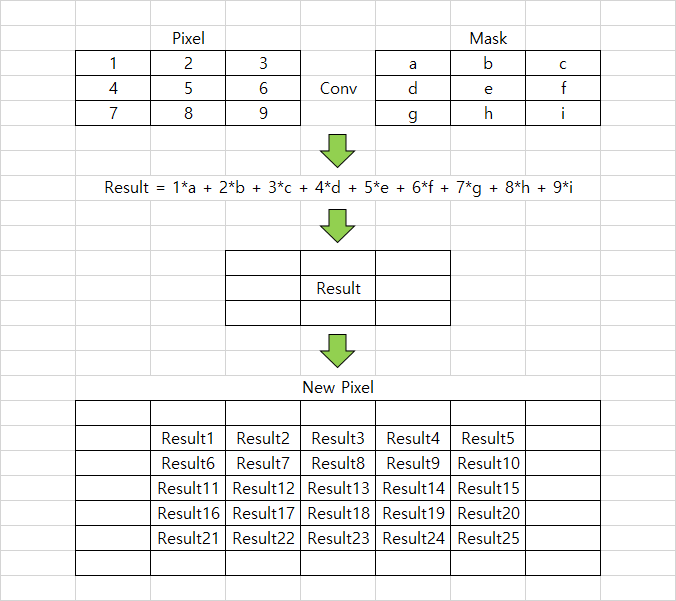 Pixel Mask
1 2 3 a b c
4 5 6 Conv d e f
7 8 9 g h i
Result = 1*a + 2*b + 3*c + 4*d + 5*e + 6*f + 7*g + 8*h + 9*i
Result
New Pixel
Result1 Result2 Result3 Result4 Result5
Result6 Result7 Result8 Result9 Result10
Result11 Result12 Result13 Result14 Result15
Result16 Result17 Result18 Result19 Result20
Result21 Result22 Result23 Result24 Result25